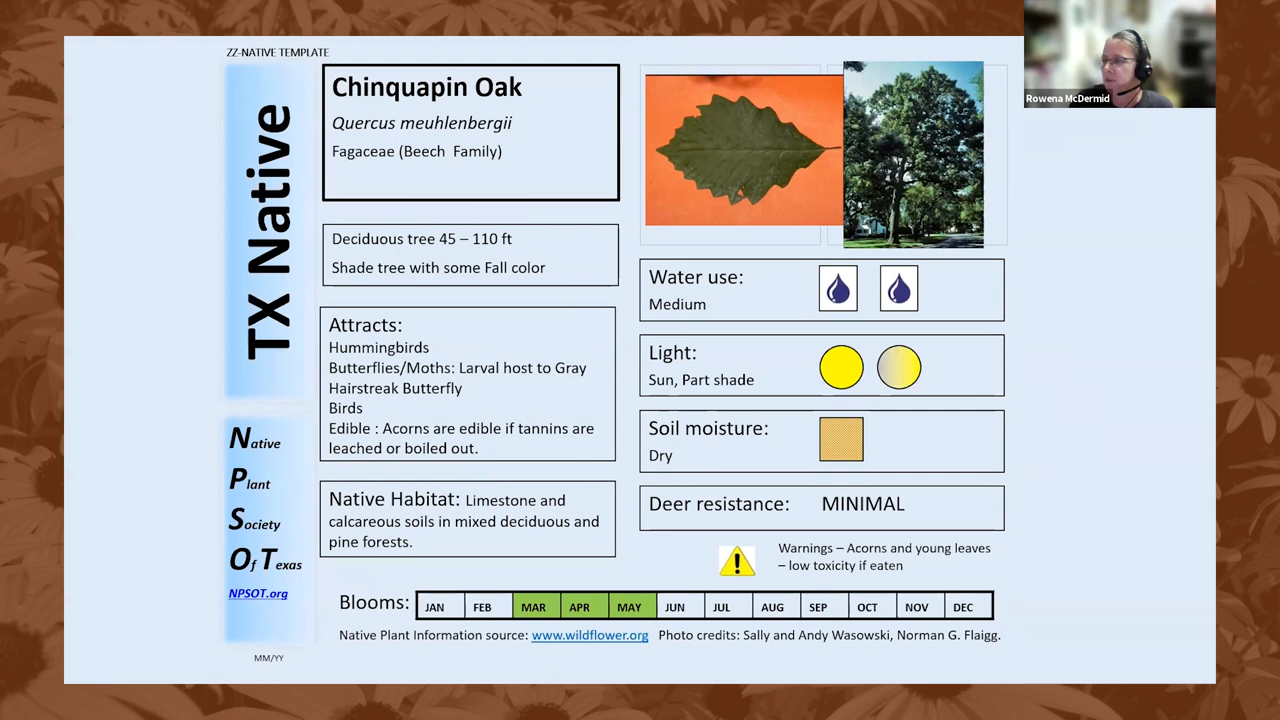 ZZ-NATIVE TEMPLATE
TX Native
Chinquapin Oak
Quercus meuhlenbergii
Fagaceae (Beech Family)
Deciduous tree 45 – 110 ft
Shade tree with some Fall color
Attracts:
Hummingbirds
Butterflies/Moths: Larval host to Gray
Hairstreak Butterfly
Birds
Edible : Acorns are edible if tannins are
leached or boiled out.
Native Habitat: Limestone and
calcareous soils in mixed deciduous and
pine forests.
Native
Plant
Society
Of Texas
NPSOT.org
MM/YY
Water use:
Medium
Light:
Sun, Part shade
Soil moisture:
Dry
Deer resistance: MINIMAL
Warnings – Acorns and young leaves
– low toxicity if eaten
Blooms: JAN FEB MAR APR MAY JUN JUL AUG SEP OCT NOV DEC
Native Plant Information source: www.wildflower.org Photo credits: Sally and Andy Wasowski, Norman G. Flaigg.
Rowena McDermid